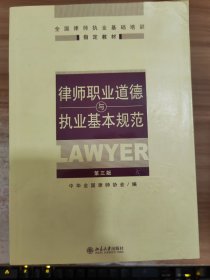 全国律师执业基础培训
指定教材
律师职业道德
与
执业基本规范
LAWYER
第三版
中华全国律师协会/编
北京大学出版社